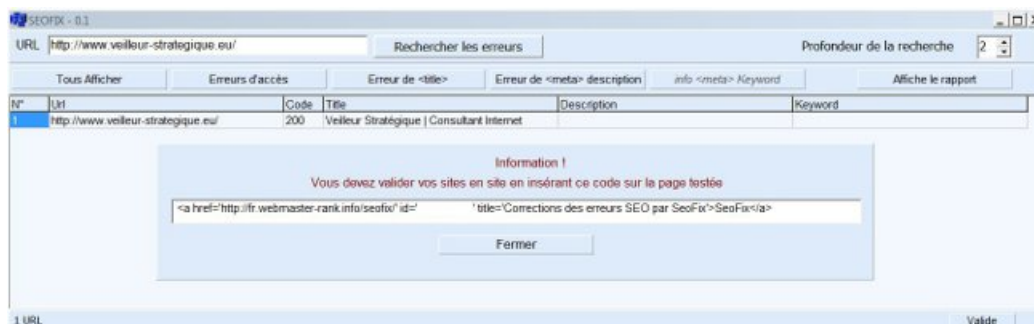 SEOFIX - 0.1
URL http://www.veilleur-strategique.eu/ Rechercher les erreurs Profondeur de la recherche 2
Tous Afficher Erreurs d'accès Erreur de <title> Erreur de <meta> description info <meta> Keyword Affiche le rapport
N° Url Code Title Description Keyword
1 http://www.veilleur-strategique.eu/ 200 Veilleur Stratégique | Consultant Internet
Information !
Vous devez valider vos sites en site en insérant ce code sur la page testée
<a href='http://fr.webmaster-rank.info/seofix/' id=' ' title='Corrections des erreurs SEO par SeoFix'>SeoFix</a>
Fermer
1 URL Valide